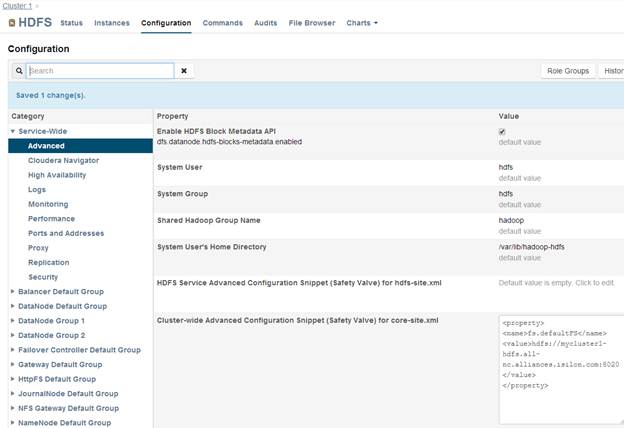 Cluster 1
HDFS Status Instances Configuration Commands Audits File Browser Charts
Configuration
Search Role Groups Histor
Saved 1 change(s).
Category Property Value
Service-Wide Enable HDFS Block Metadata API
Advanced dfs.datanode.hdfs-blocks-metadata.enabled default value
Cloudera Navigator System User hdfs
High Availability default value
Logs System Group hdfs
Monitoring default value
Performance Shared Hadoop Group Name hadoop
Ports and Addresses default value
Proxy System User's Home Directory /var/lib/hadoop-hdfs
Replication default value
Security HDFS Service Advanced Configuration Snippet (Safety Valve) for hdfs-site.xml Default value is empty. Click to edit.
Balancer Default Group
DataNode Default Group
DataNode Group 1 Cluster-wide Advanced Configuration Snippet (Safety Valve) for core-site.xml <property>
DataNode Group 2 <name>fs.defaultFS</name>
Failover Controller Default Group <value>hdfs://mycluster1-
Gateway Default Group hdfs.all-
HttpFS Default Group nc.alliances.isilon.com:8020
JournalNode Default Group </value>
NFS Gateway Default Group </property>
NameNode Default Group